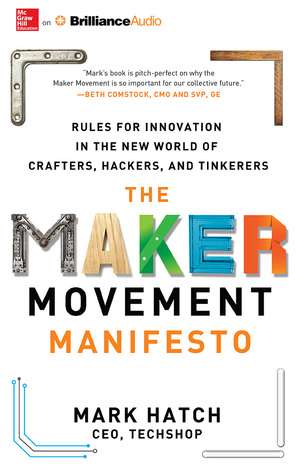 Mc
Graw
Hill
Education
on BrillianceAudio
"Mark's book is pitch-perfect on why the
Maker Movement is so important for our collective future."
—BETH COMSTOCK, CMO AND SVP, GE
RULES FOR INNOVATION
IN THE NEW WORLD OF
CRAFTERS, HACKERS, AND TINKERERS
THE
MAKER
MOVEMENT
MANIFESTO
MARK HATCH
CEO, TECHSHOP